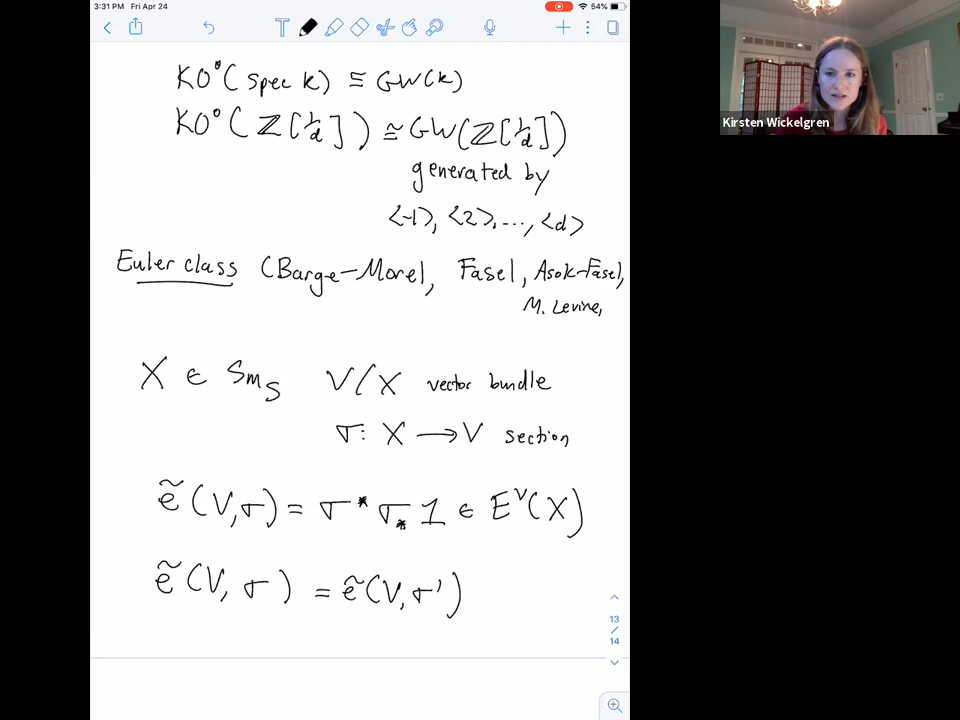 3:31 PM Fri Apr 24
54%
KO⁰(Spec k) ≅ GW(k)
KO⁰(ℤ[1/d]) ≅ GW(ℤ[1/d])
generated by
<-1>, <2>, ..., <d>
Euler class (Barge-Morel), Fasel, Asok-Fasel,
M. Levine,
X ∈ Sm_S V/X vector bundle
σ: X → V section
ẽ(V,σ) = σ* σ_* 1 ∈ E^V(X)
ẽ(V,σ) = ẽ(V,σ')
13
/
14
Kirsten Wickelgren